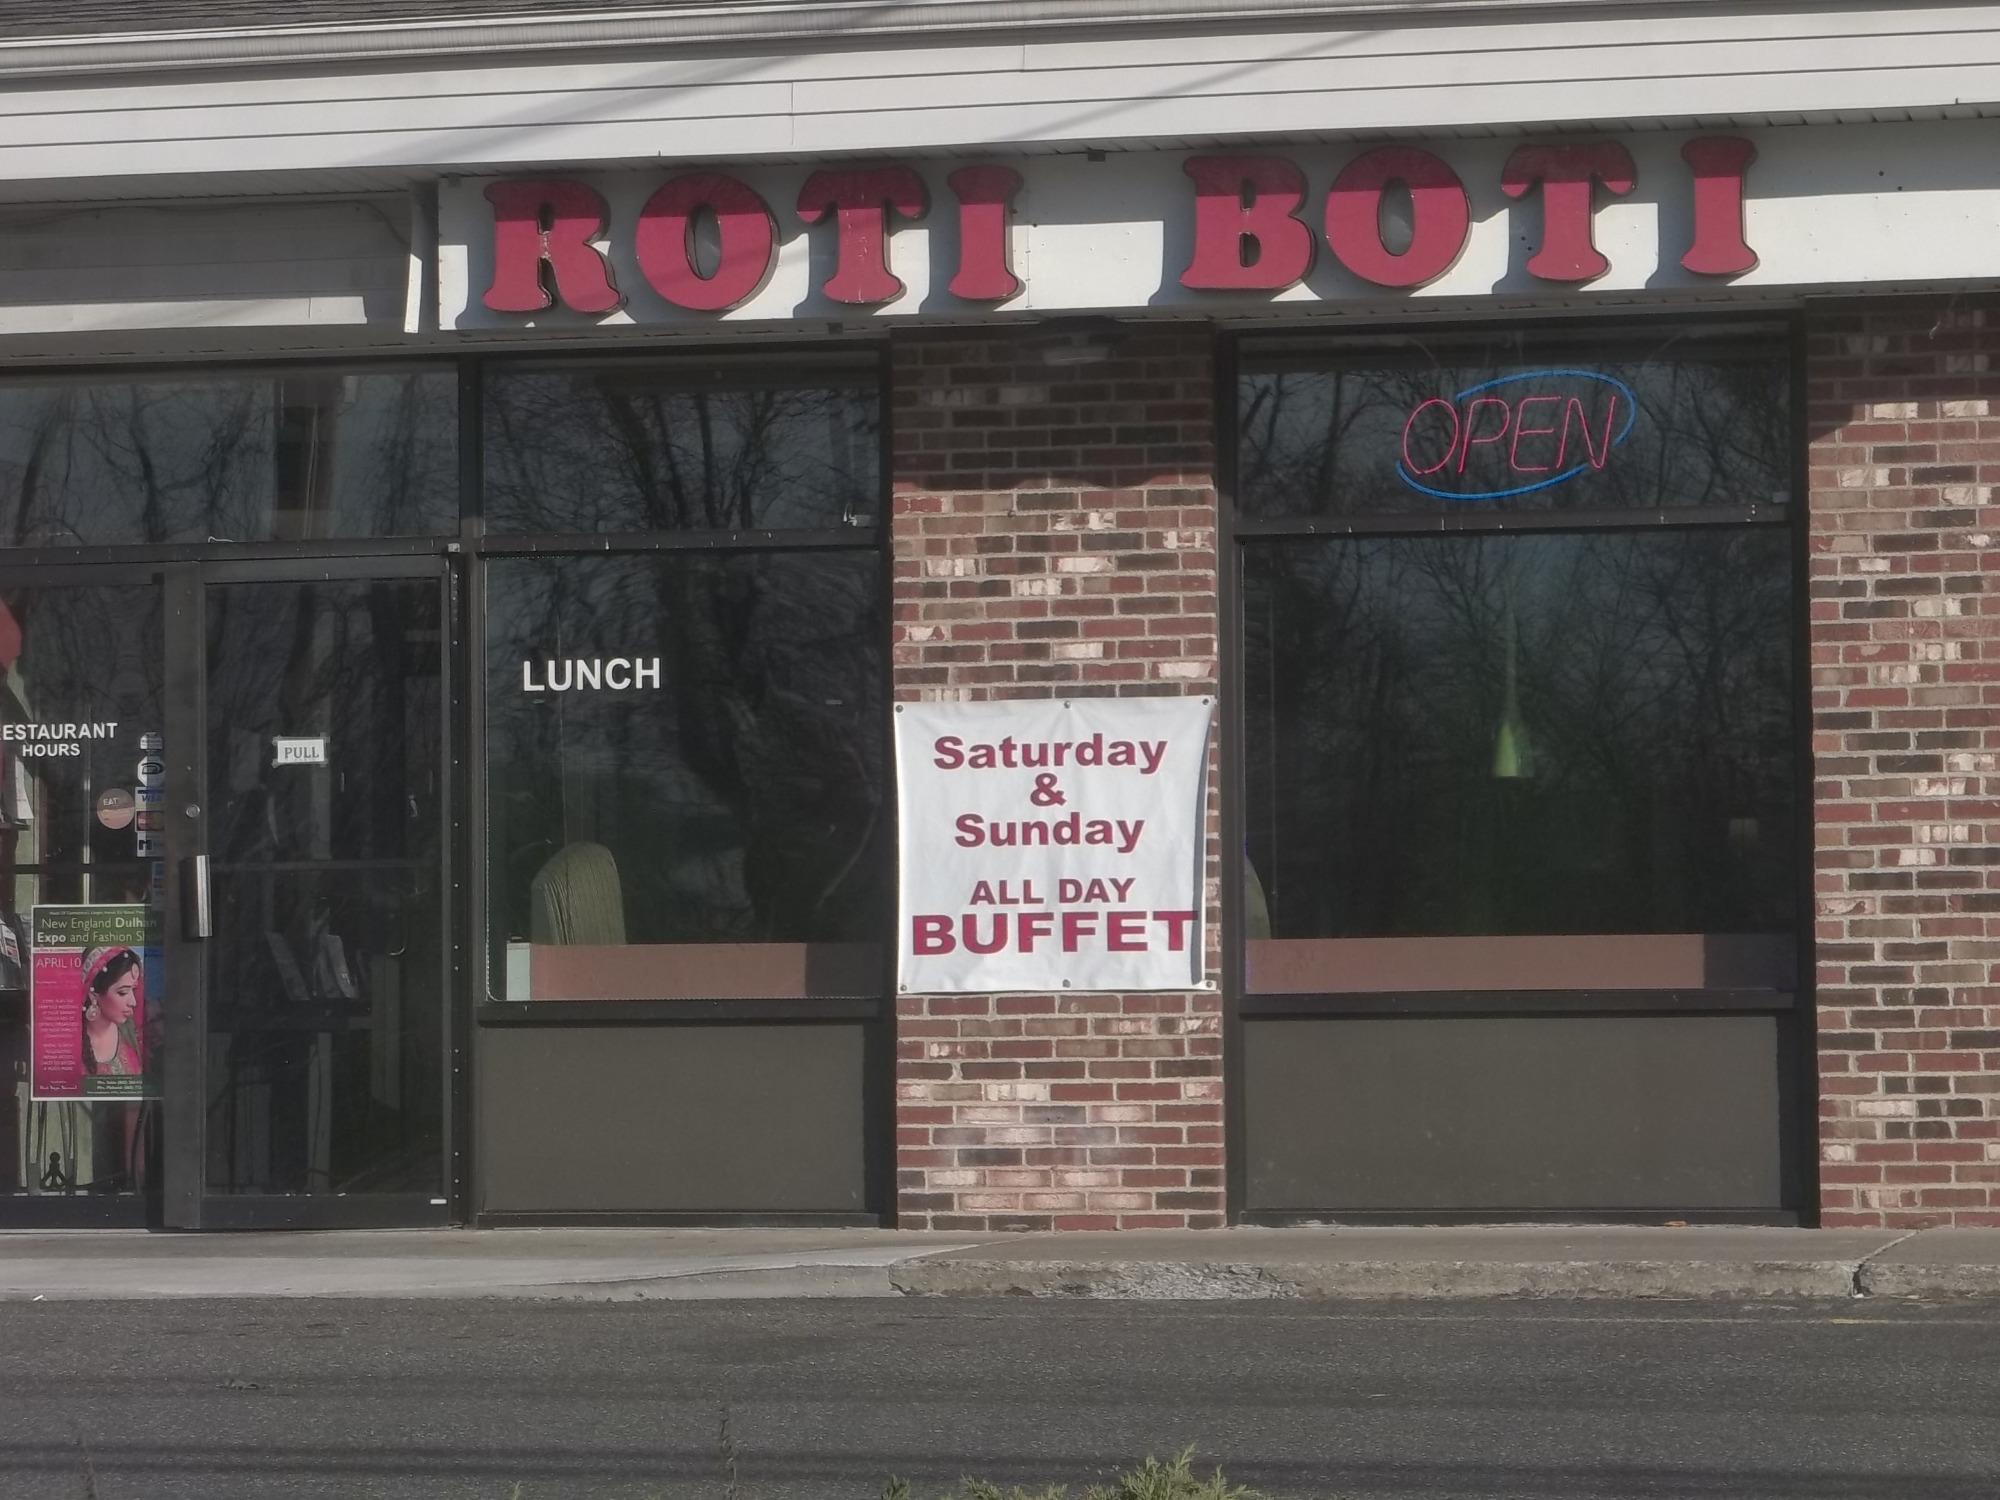 ROTI BOTI
OPEN
LUNCH
ESTAURANT
HOURS
PULL
EAT
Saturday
&
Sunday
ALL DAY
BUFFET
New England Dulhan
Expo and Fashion
APRIL 10